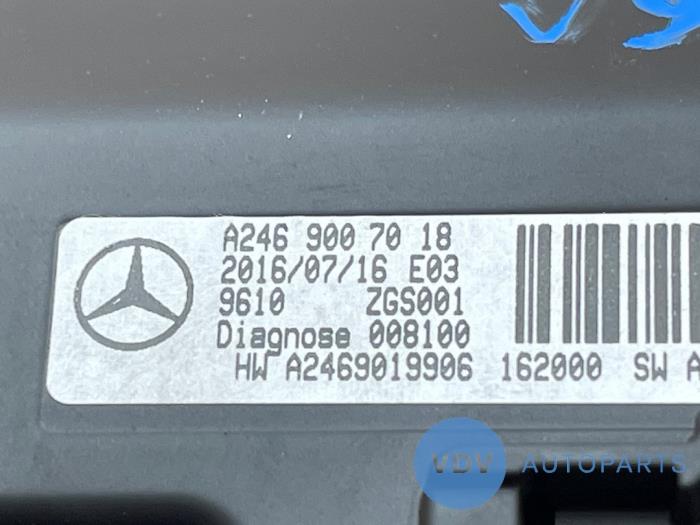 A246 900 70 18
2016/07/16 E03
9610 ZGS001
Diagnose 008100
HW A2469019906 162000 SW A
VDV AUTOPARTS